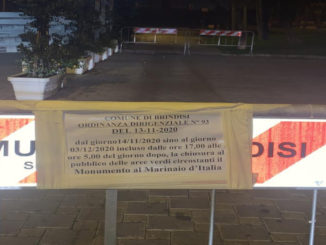 COMUNE DI BRINDISI
ORDINANZA DIRIGENZIALE N° 93
DEL 13-11-2020
dal giorno14/11/2020 sino al giorno
03/12/2020 incluso dalle ore 17,00 alle
ore 5,00 del giorno dopo, la chiusura al
pubblico delle aree verdi circostanti il
Monumento al Marinaio d'Italia